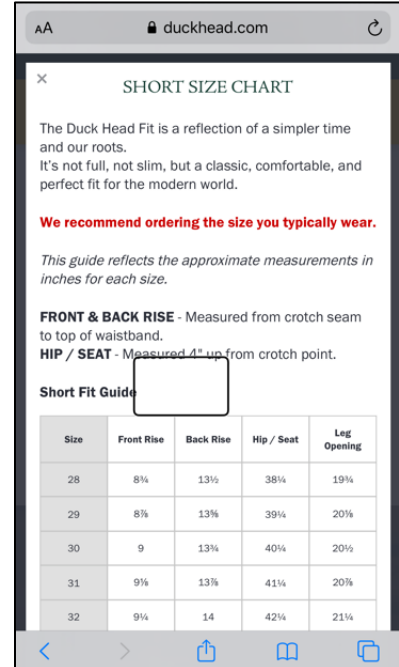 AA duckhead.com
×
SHORT SIZE CHART
The Duck Head Fit is a reflection of a simpler time
and our roots.
It's not full, not slim, but a classic, comfortable, and
perfect fit for the modern world.
We recommend ordering the size you typically wear.
This guide reflects the approximate measurements in
inches for each size.
FRONT & BACK RISE - Measured from crotch seam
to top of waistband.
HIP / SEAT - Measured 4" up from crotch point.
Short Fit Guide
Size Front Rise Back Rise Hip / Seat Leg Opening
28 8¾ 13½ 38¼ 19¾
29 8⅞ 13⅝ 39¼ 20⅛
30 9 13¾ 40¼ 20½
31 9⅛ 13⅞ 41¼ 20⅞
32 9¼ 14 42¼ 21¼